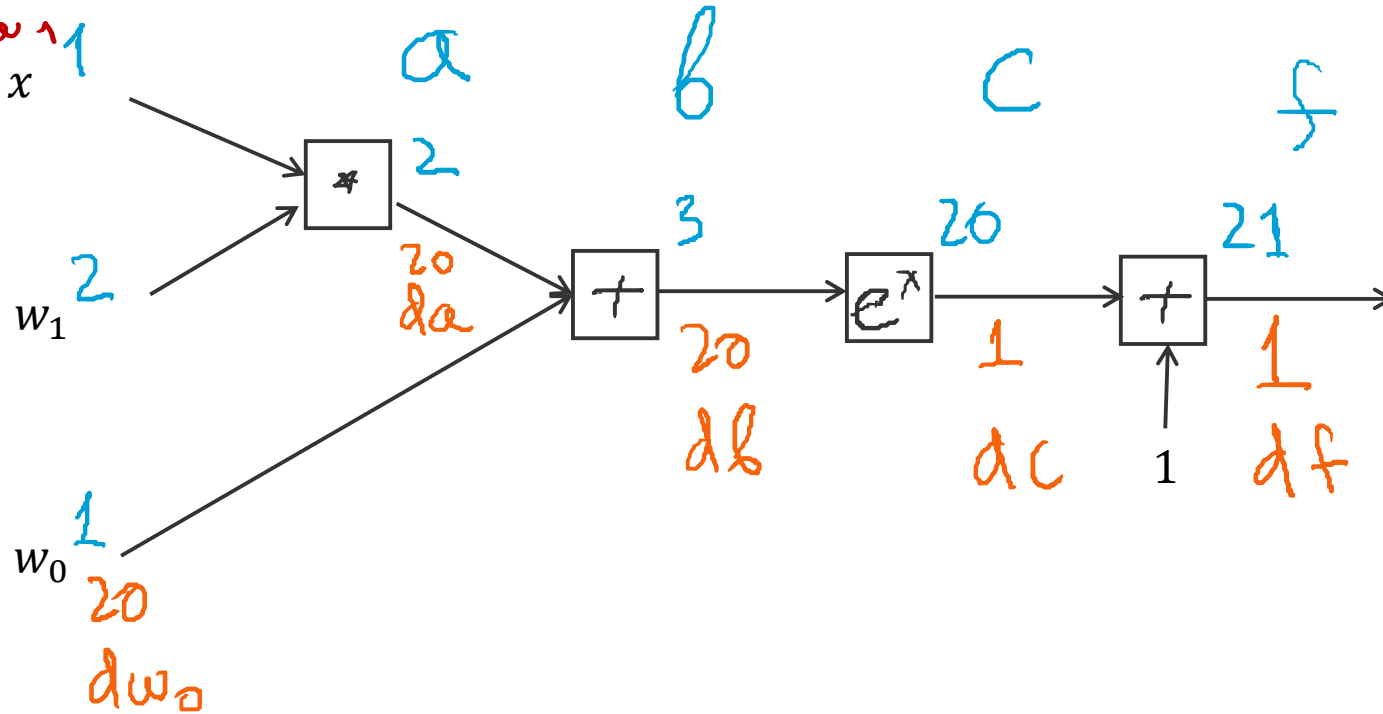 1 a b c f
x
* 2
3 20 21
2 20
w₁ da
+ eˣ +
20 1 1
db dc 1 df
1
w₀
20
dw₀